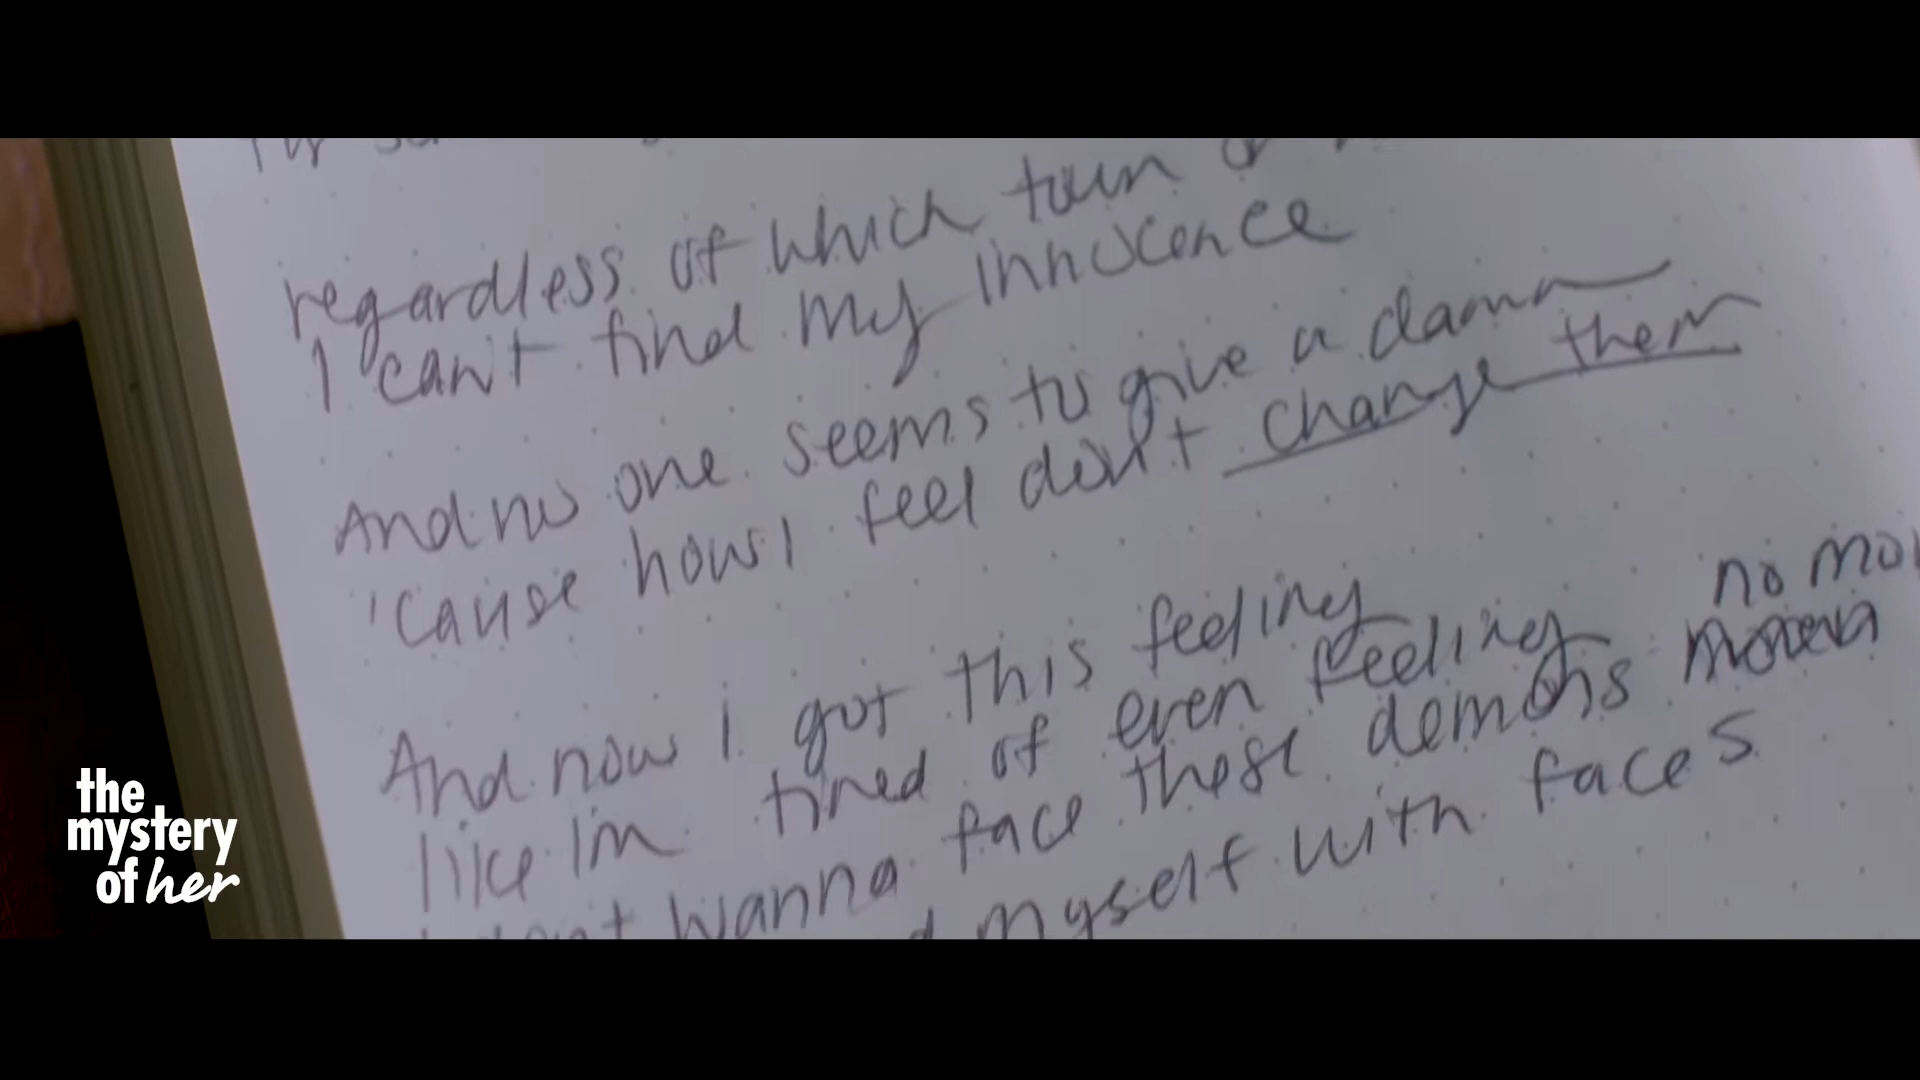 regardless of which turn
I can't find my innocence
And no one seems to give a damn
'cause how I feel don't change them
And now I got this feeling
like Im tired of even feeling no
wanna face these demons
myself with faces
the
mystery
of her